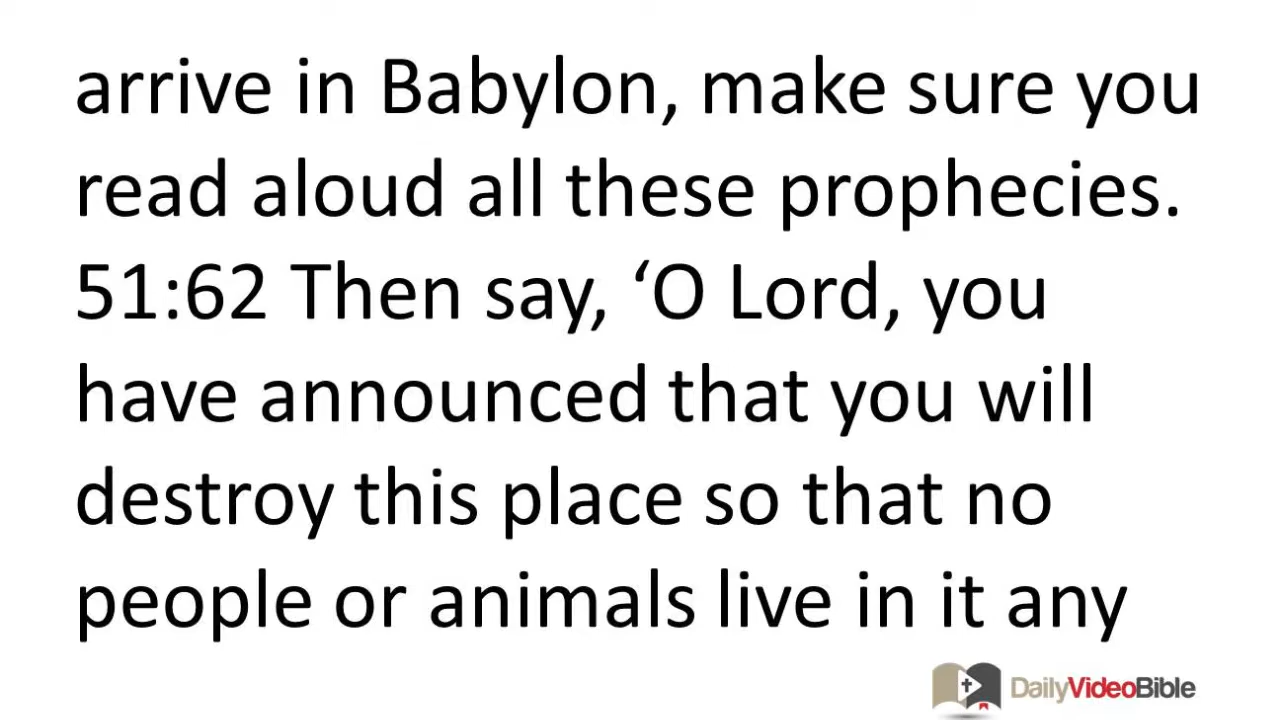 arrive in Babylon, make sure you
read aloud all these prophecies.
51:62 Then say, ‘O Lord, you
have announced that you will
destroy this place so that no
people or animals live in it any
DailyVideoBible